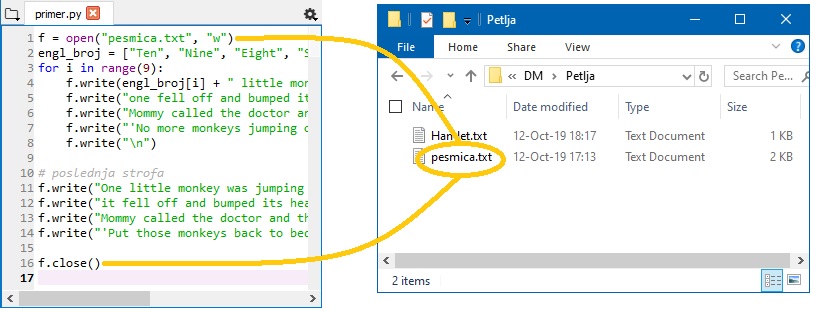 primer.py
1 f = open("pesmica.txt", "w")
2 engl_broj = ["Ten", "Nine", "Eight", "S
3 for i in range(9):
4 f.write(engl_broj[i] + " little mon
5 f.write("one fell off and bumped it
6 f.write("Mommy called the doctor an
7 f.write("'No more monkeys jumping o
8 f.write("\n")
9
10 # poslednja strofa
11 f.write("One little monkey was jumping
12 f.write("it fell off and bumped its hea
13 f.write("Mommy called the doctor and th
14 f.write("'Put those monkeys back to bed
15
16 f.close()
17
Petlja
File Home Share View
« DM › Petlja
Search Pe...
Name Date modified Type Size
Hamlet.txt 12-Oct-19 18:17 Text Document 1 KB
pesmica.txt 12-Oct-19 17:13 Text Document 2 KB
2 items